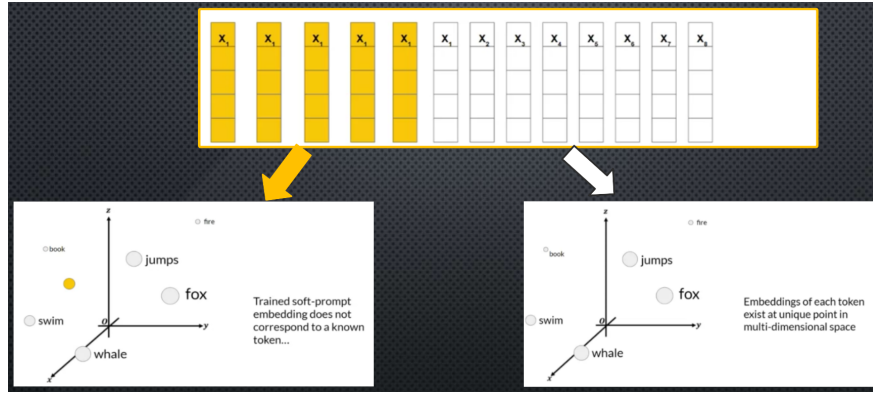 X₁ X₁ X₁ X₁ X₁ X₁ X₂ X₃ X₄ X₅ X₆ X₇ X₈
z
fire
book
jumps
fox
swim
O
y
whale
x
Trained soft-prompt
embedding does not
correspond to a known
token...
z
fire
book
jumps
fox
swim
O
y
whale
x
Embeddings of each token
exist at unique point in
multi-dimensional space